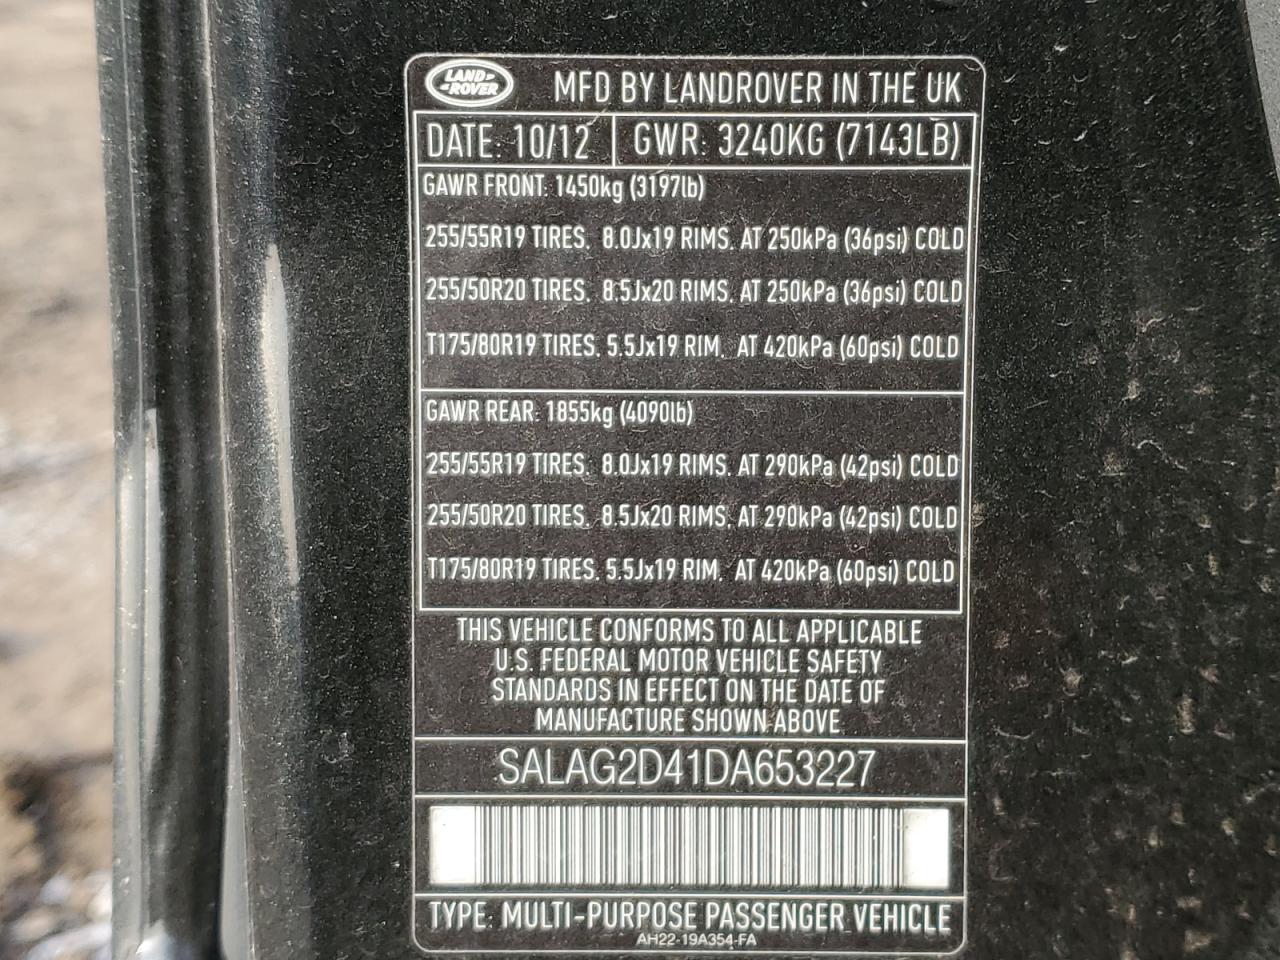 LAND ROVER
MFD BY LANDROVER IN THE UK
DATE: 10/12 GWR: 3240KG (7143LB)
GAWR FRONT: 1450kg (3197lb)
255/55R19 TIRES, 8.0Jx19 RIMS, AT 250kPa (36psi) COLD
255/50R20 TIRES, 8.5Jx20 RIMS, AT 250kPa (36psi) COLD
T175/80R19 TIRES, 5.5Jx19 RIM, AT 420kPa (60psi) COLD
GAWR REAR: 1855kg (4090lb)
255/55R19 TIRES, 8.0Jx19 RIMS, AT 290kPa (42psi) COLD
255/50R20 TIRES, 8.5Jx20 RIMS, AT 290kPa (42psi) COLD
T175/80R19 TIRES, 5.5Jx19 RIM, AT 420kPa (60psi) COLD
THIS VEHICLE CONFORMS TO ALL APPLICABLE
U.S. FEDERAL MOTOR VEHICLE SAFETY
STANDARDS IN EFFECT ON THE DATE OF
MANUFACTURE SHOWN ABOVE.
SALAG2D41DA653227
TYPE: MULTI-PURPOSE PASSENGER VEHICLE
AH22-19A354-FA